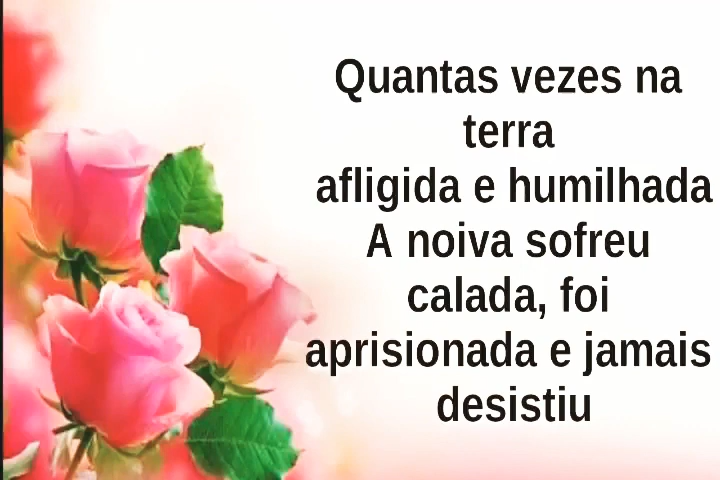 Quantas vezes na
terra
afligida e humilhada
A noiva sofreu
calada, foi
aprisionada e jamais
desistiu